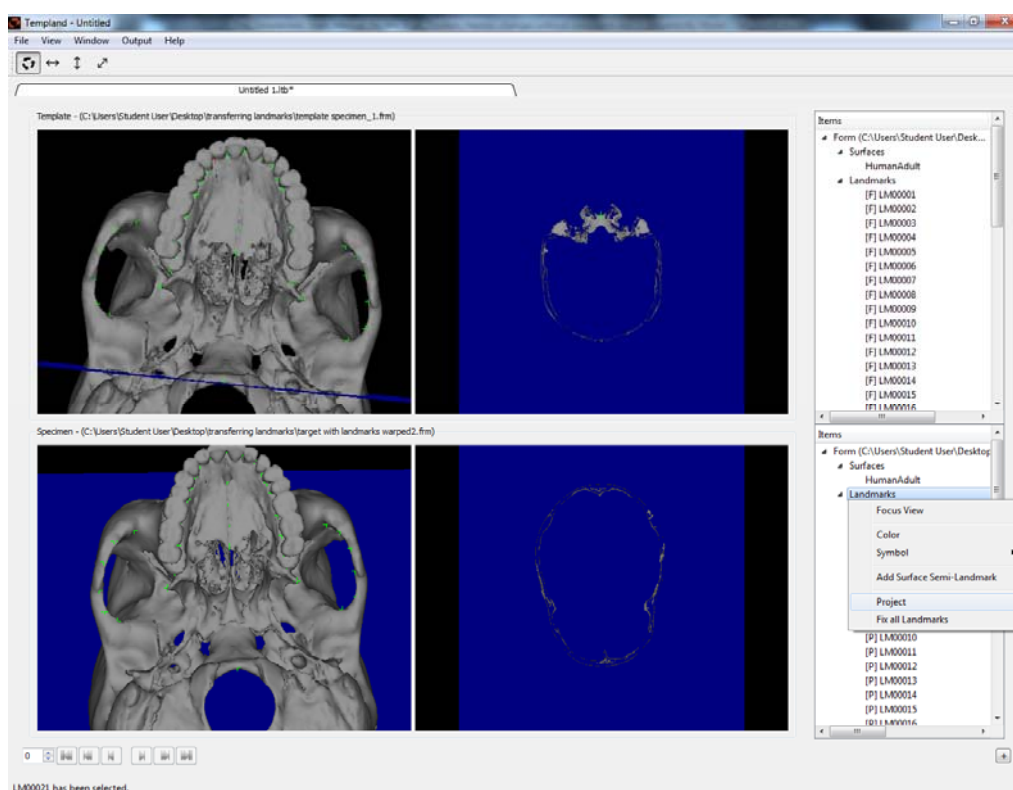 Templand - Untitled
File View Window Output Help
Untitled 1.ltb*
Template - (C:\Users\Student User\Desktop\transferring landmarks\template specimen_1.frm)
Items
Form (C:\Users\Student User\Desk...
Surfaces
HumanAdult
Landmarks
[F] LM00001
[F] LM00002
[F] LM00003
[F] LM00004
[F] LM00005
[F] LM00006
[F] LM00007
[F] LM00008
[F] LM00009
[F] LM00010
[F] LM00011
[F] LM00012
[F] LM00013
[F] LM00014
[F] LM00015
[F] LM00016
Specimen - (C:\Users\Student User\Desktop\transferring landmarks\target with landmarks warped2.frm)
Items
Form (C:\Users\Student User\Desktop
Surfaces
HumanAdult
Landmarks
Focus View
Color
Symbol
Add Surface Semi-Landmark
Project
Fix all Landmarks
[P] LM00010
[P] LM00011
[P] LM00012
[P] LM00013
[P] LM00014
[P] LM00015
[P] LM00016
0
LM00021 has been selected.